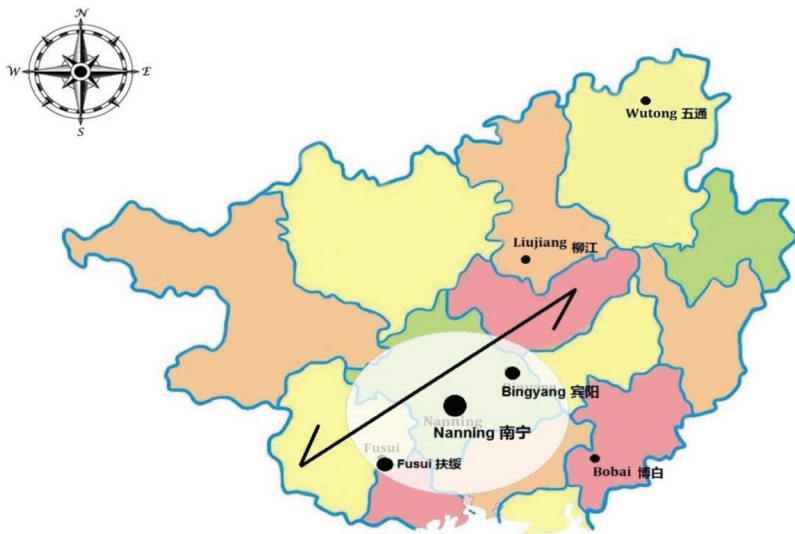 N
W E
S
Wutong 五通
Liujiang 柳江
Binyang
Bingyang 宾阳
Nanning
Nanning 南宁
Fusui
Fusui 扶绥
Bobai 博白